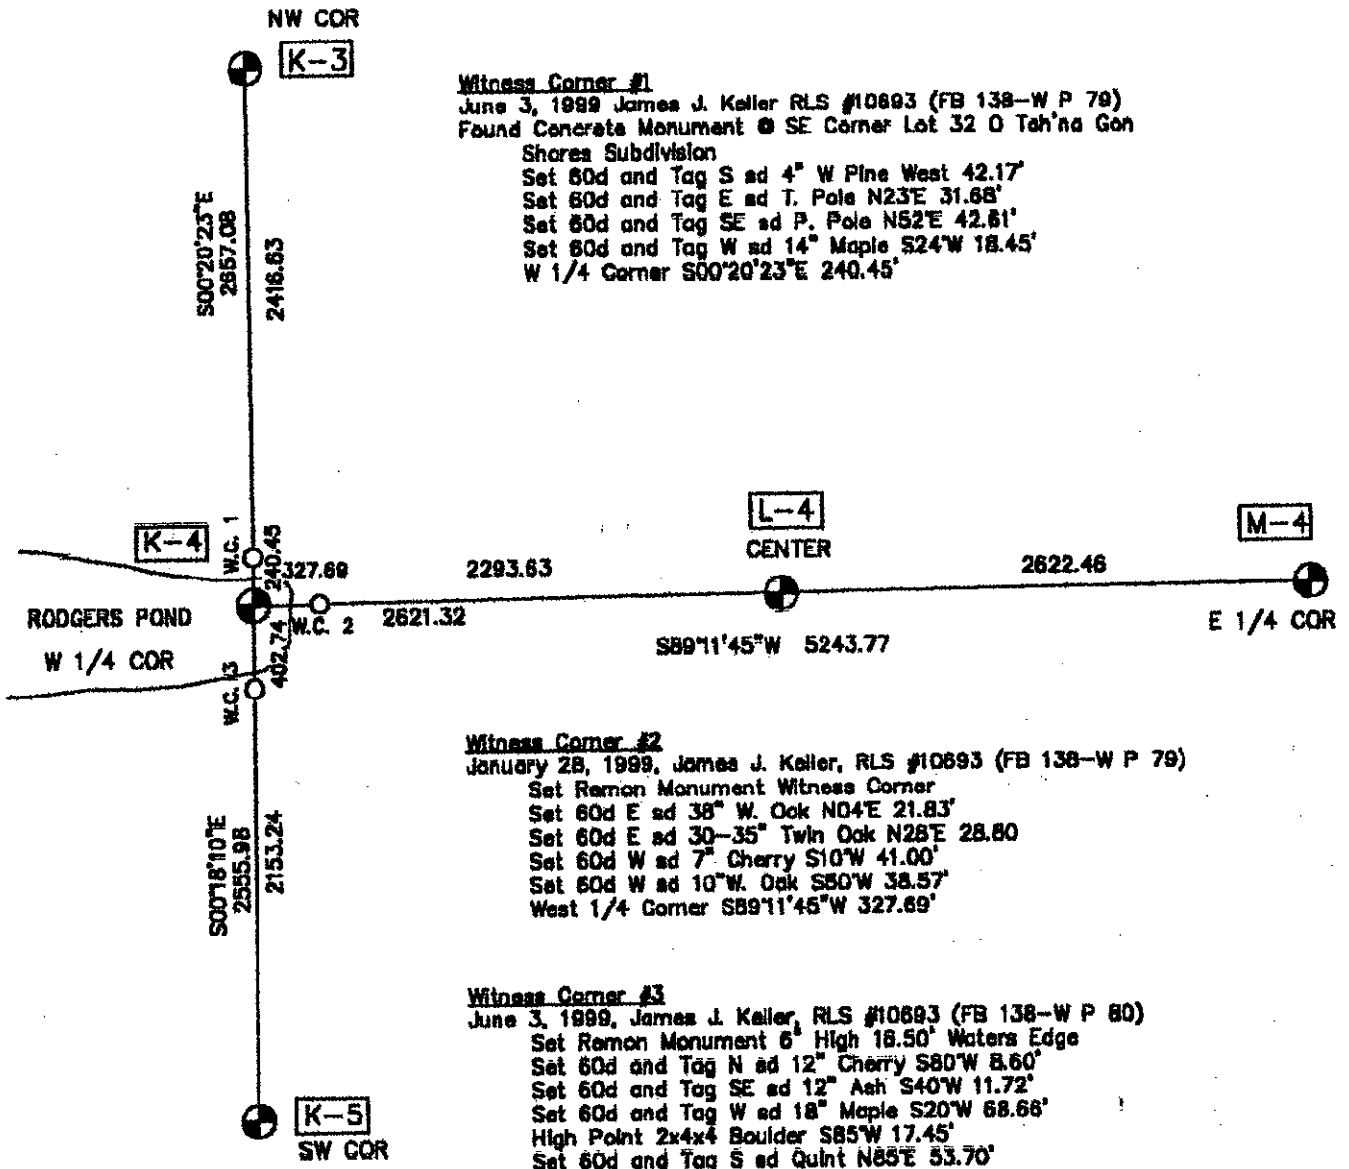 NW COR
K-3
Witness Corner #1
June 3, 1999 James J. Keller RLS #10693 (FB 138-W P 79)
Found Concrete Monument @ SE Corner Lot 32 O Tah'na Gon
Shores Subdivision
Set 60d and Tag S sd 4" W Pine West 42.17'
Set 60d and Tag E sd T. Pole N23°E 31.68'
Set 60d and Tag SE sd P. Pole N52°E 42.61'
Set 60d and Tag W sd 14" Maple S24°W 18.45'
W 1/4 Corner S00°20'23"E 240.45'
S00°20'23"E
2657.08
2416.63
K-4
W.C. 1
240.45
327.69
2293.63
L-4
CENTER
2622.46
M-4
RODGERS POND
W 1/4 COR
W.C. 2
2621.32
E 1/4 COR
S89°11'45"W 5243.77
W.C. 3
402.74
Witness Corner #2
January 28, 1999, James J. Keller, RLS #10693 (FB 138-W P 79)
Set Remon Monument Witness Corner
Set 60d E sd 38" W. Oak N04°E 21.83'
Set 60d E sd 30-35" Twin Oak N28°E 28.80
Set 60d W sd 7" Cherry S10°W 41.00'
Set 60d W sd 10"W. Oak S50°W 38.57'
West 1/4 Corner S89°11'45"W 327.69'
S00°18'10"E
2555.98
2153.24
Witness Corner #3
June 3, 1999, James J. Keller, RLS #10693 (FB 138-W P 80)
Set Remon Monument 6' High 18.50' Waters Edge
Set 60d and Tag N sd 12" Cherry S80°W 8.60'
Set 60d and Tag SE sd 12" Ash S40°W 11.72'
Set 60d and Tag W sd 18" Maple S20°W 68.66'
High Point 2x4x4 Boulder S85°W 17.45'
Set 60d and Tag S sd Quint N85°E 53.70'
K-5
SW COR